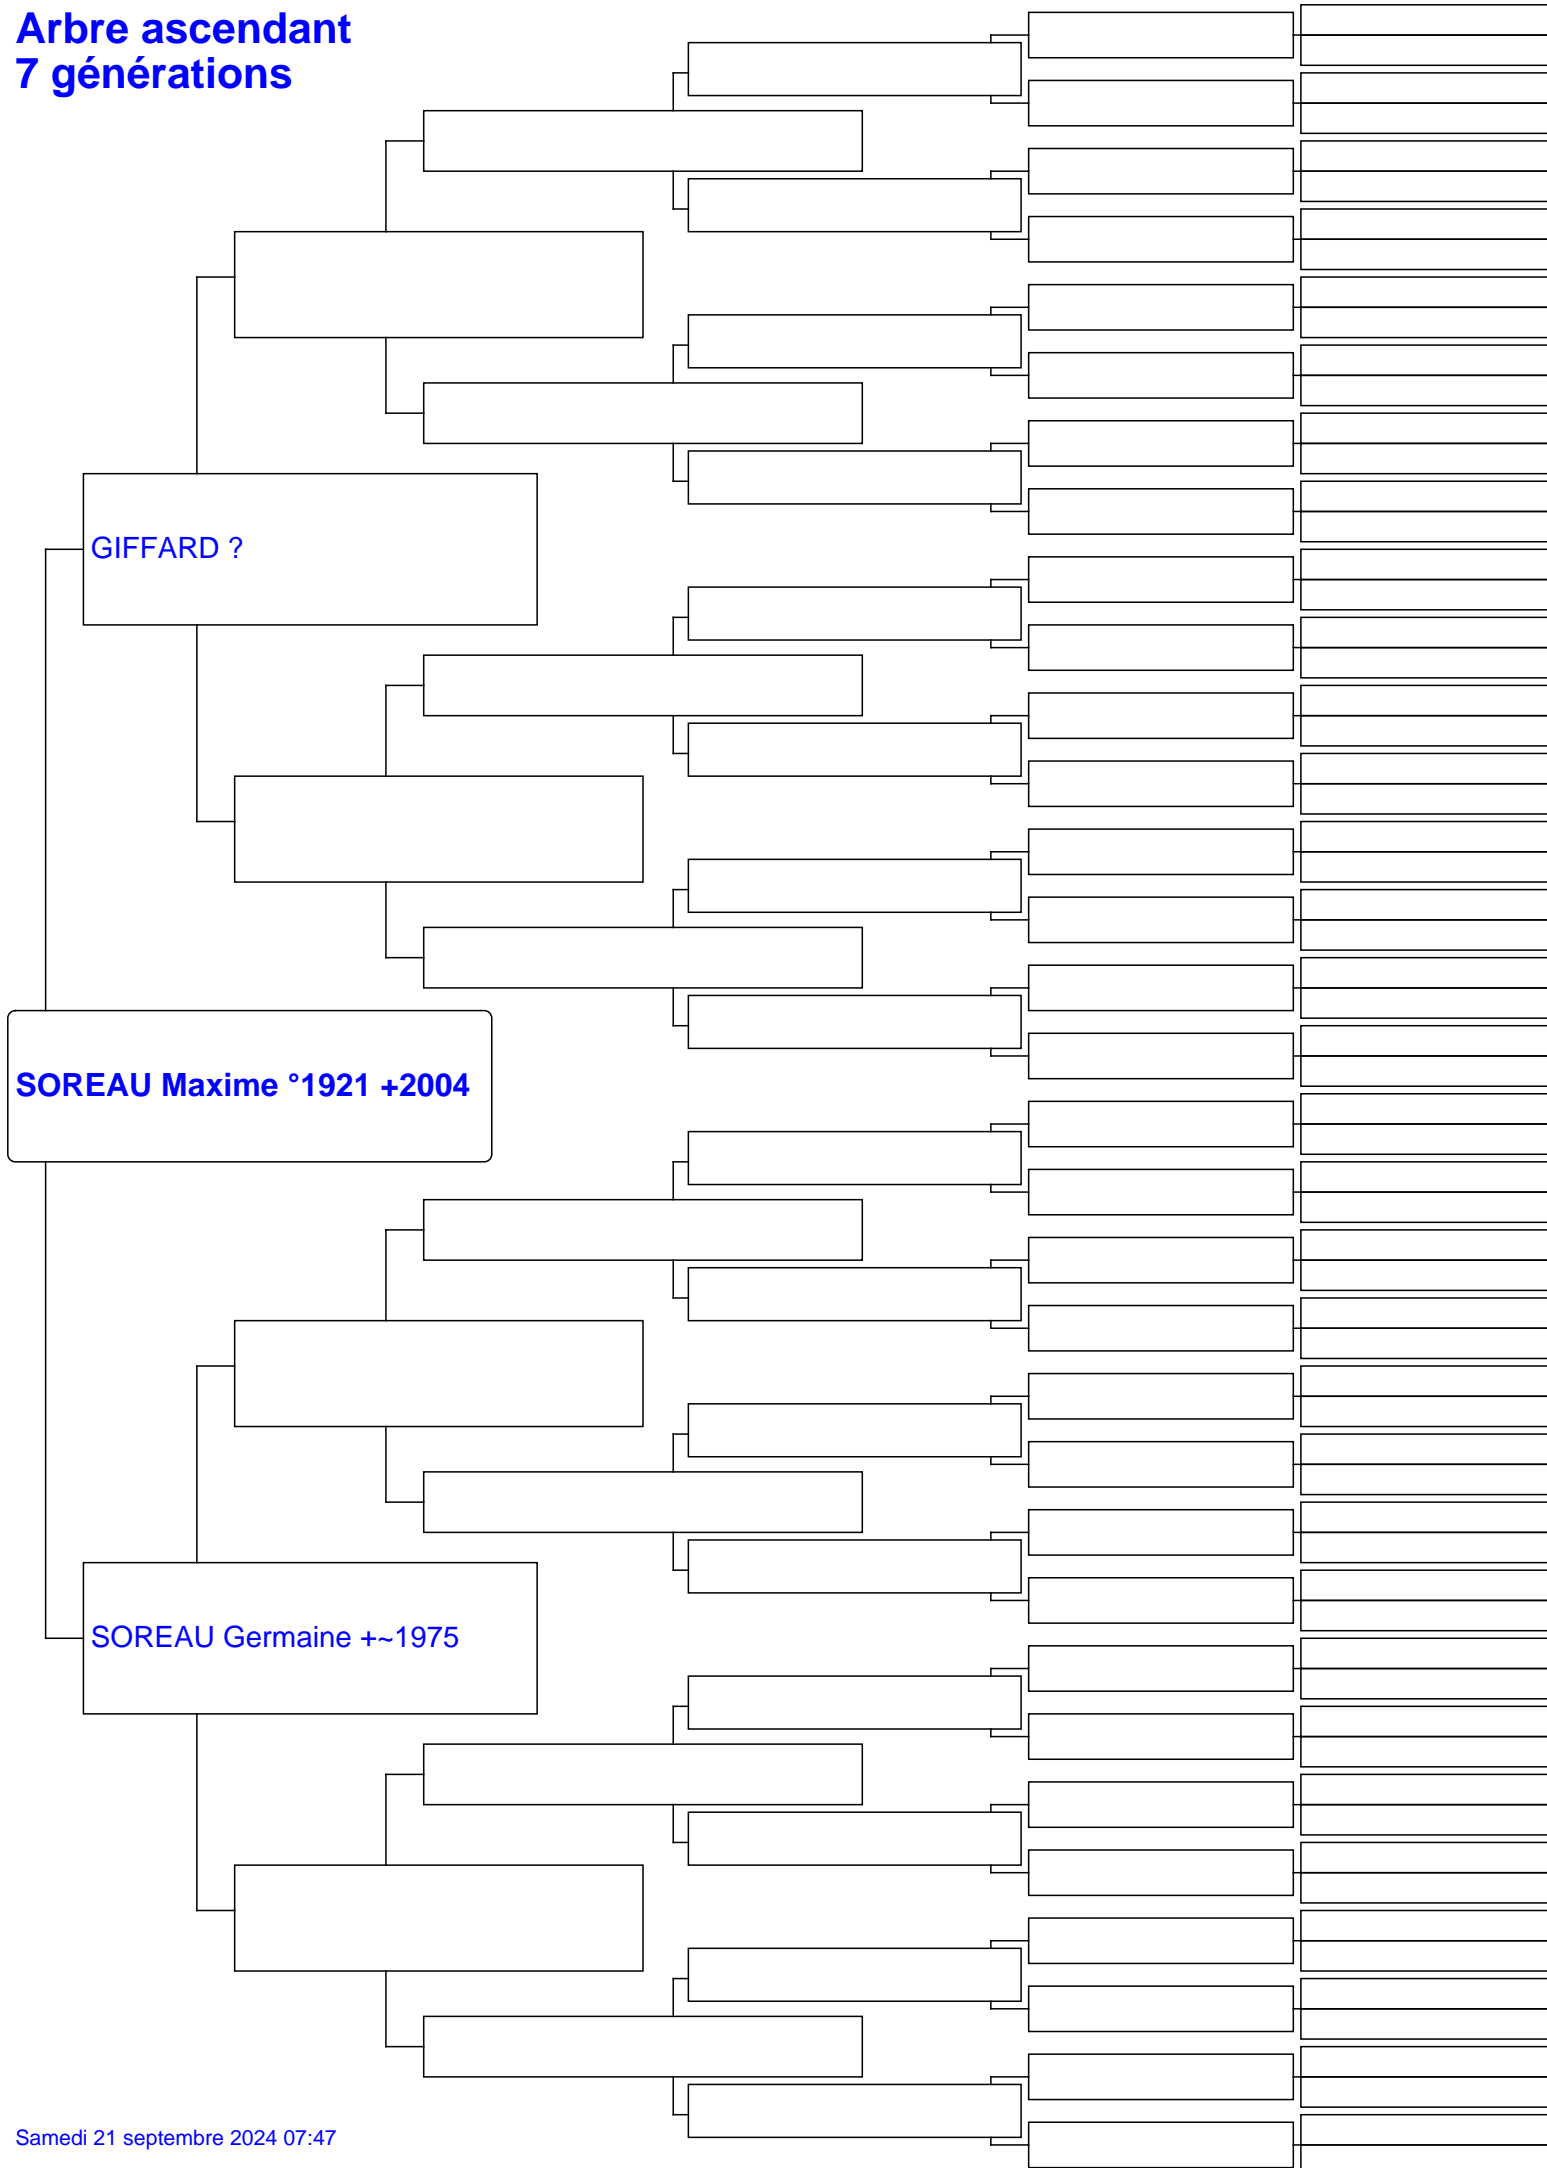 Arbre ascendant
7 générations
GIFFARD ?
SOREAU Maxime °1921 +2004
SOREAU Germaine +~1975
Samedi 21 septembre 2024 07:47